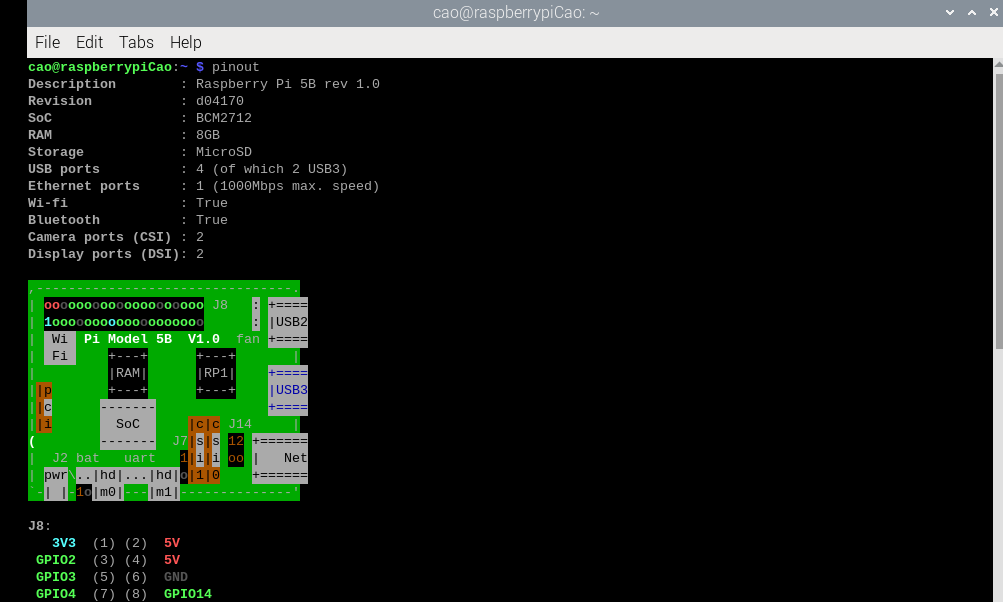 cao@raspberrypiCao: ~
File Edit Tabs Help
cao@raspberrypiCao:~ $ pinout
Description        : Raspberry Pi 5B rev 1.0
Revision           : d04170
SoC                : BCM2712
RAM                : 8GB
Storage            : MicroSD
USB ports          : 4 (of which 2 USB3)
Ethernet ports     : 1 (1000Mbps max. speed)
Wi-fi              : True
Bluetooth          : True
Camera ports (CSI) : 2
Display ports (DSI): 2
,--------------------------------.
| oooooooooooooooooooo J8   : +====
| 1ooooooooooooooooooo      : |USB2
|  Wi  Pi Model 5B  V1.0  fan +====
|  Fi     +---+      +---+       |
|         |RAM|      |RP1|    +====
||p       +---+      +---+    |USB3
||c      -------              +====
||i        SoC      |c|c J14     |
(        -------  J7|s|s 12 +======
|  J2 bat   uart   1|i|i oo |   Net
| pwr\..|hd|...|hd|o|1|0    +======
`-| |-1o|m0|---|m1|--------------'
J8:
   3V3  (1) (2)  5V
 GPIO2  (3) (4)  5V
 GPIO3  (5) (6)  GND
 GPIO4  (7) (8)  GPIO14